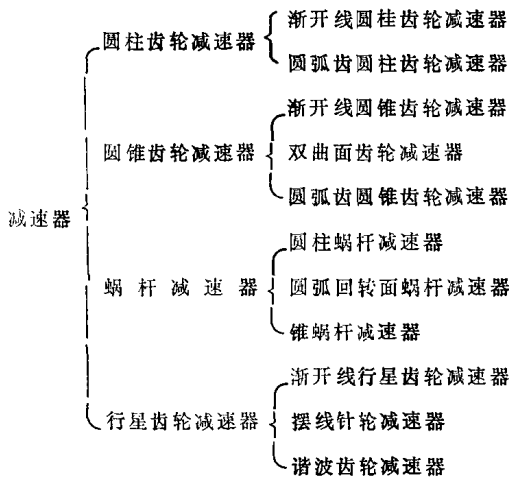 渐开线圆桂齿轮减速器
圆柱齿轮减速器
圆弧齿圆柱齿轮减速器
渐开线圆锥齿轮减速器
圆锥齿轮减速器
双曲面齿轮减速器
圆弧齿圆锥齿轮减速器
减速器
圆柱蜗杆减速器
蜗杆减速器
圆弧回转面蜗杆减速器
锥蜗杆减速器
渐开线行星齿轮减速器
行星齿轮减速器
摆线针轮减速器
谐波齿轮减速器